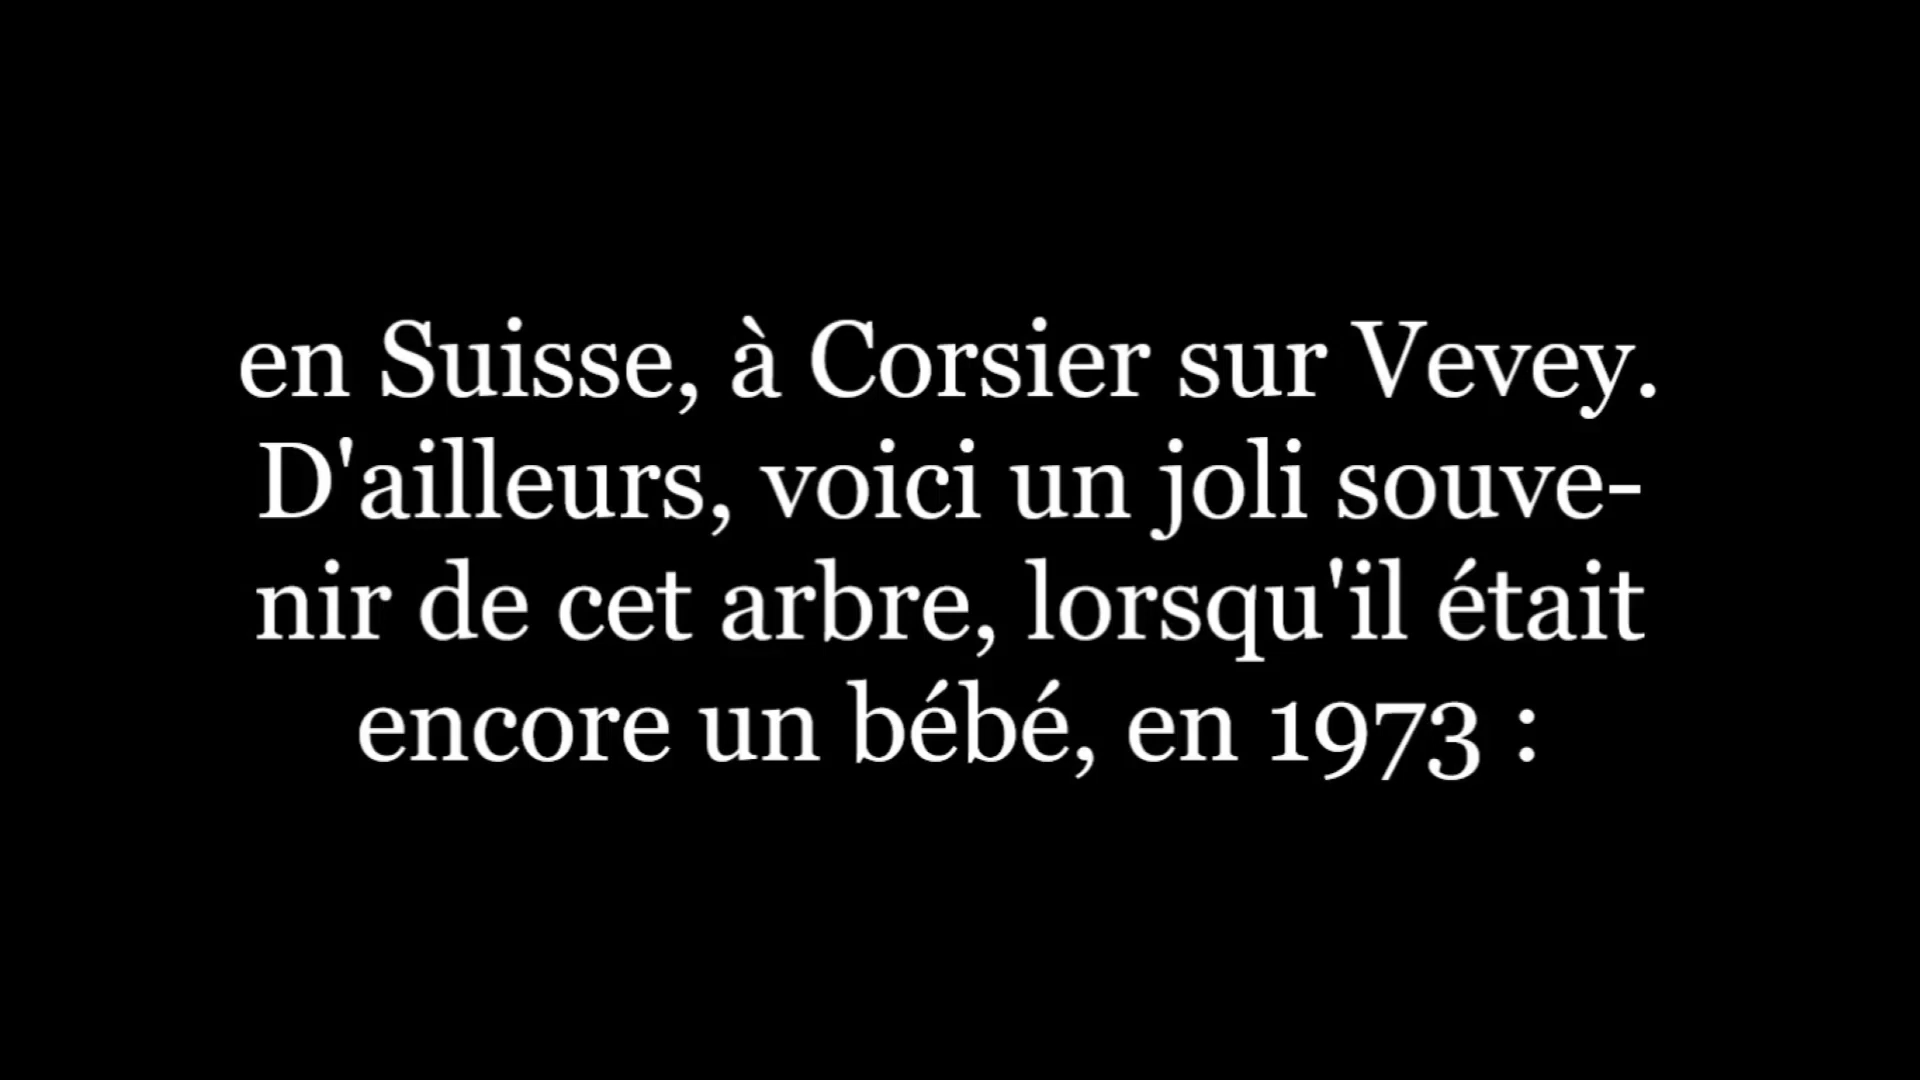 en Suisse, à Corsier sur Vevey.
D'ailleurs, voici un joli souve-
nir de cet arbre, lorsqu'il était
encore un bébé, en 1973 :